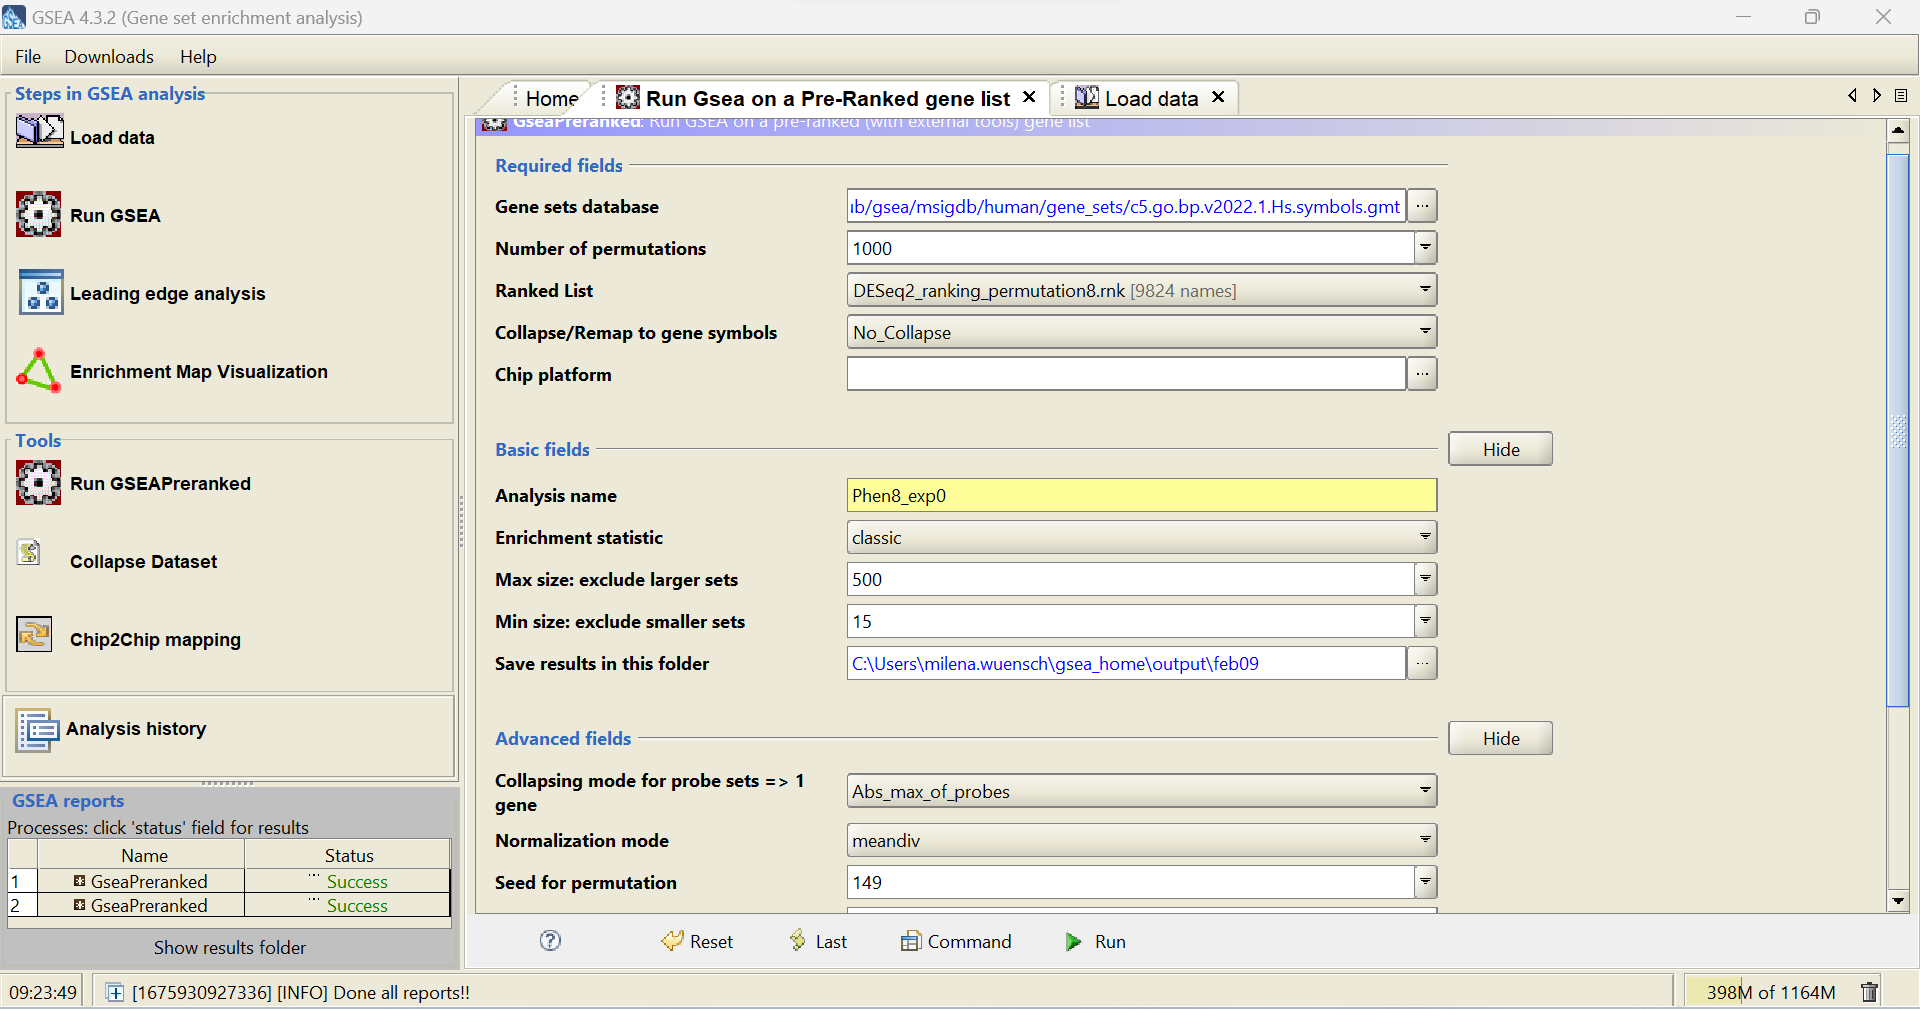 GSEA 4.3.2 (Gene set enrichment analysis)
File Downloads Help
Steps in GSEA analysis
Load data
Run GSEA
Leading edge analysis
Enrichment Map Visualization
Tools
Run GSEAPreranked
Collapse Dataset
Chip2Chip mapping
Analysis history
GSEA reports
Processes: click 'status' field for results
Name Status
1 GseaPreranked ... Success
2 GseaPreranked ... Success
Show results folder
Home Run Gsea on a Pre-Ranked gene list Load data
GseaPreranked: Run GSEA on a pre-ranked (with external tools) gene list
Required fields
Gene sets database ub/gsea/msigdb/human/gene_sets/c5.go.bp.v2022.1.Hs.symbols.gmt ...
Number of permutations 1000
Ranked List DESeq2_ranking_permutation8.rnk [9824 names]
Collapse/Remap to gene symbols No_Collapse
Chip platform ...
Basic fields Hide
Analysis name Phen8_exp0
Enrichment statistic classic
Max size: exclude larger sets 500
Min size: exclude smaller sets 15
Save results in this folder C:\Users\milena.wuensch\gsea_home\output\feb09 ...
Advanced fields Hide
Collapsing mode for probe sets => 1
gene Abs_max_of_probes
Normalization mode meandiv
Seed for permutation 149
? Reset Last Command Run
09:23:49 [1675930927336] [INFO] Done all reports!! 398M of 1164M